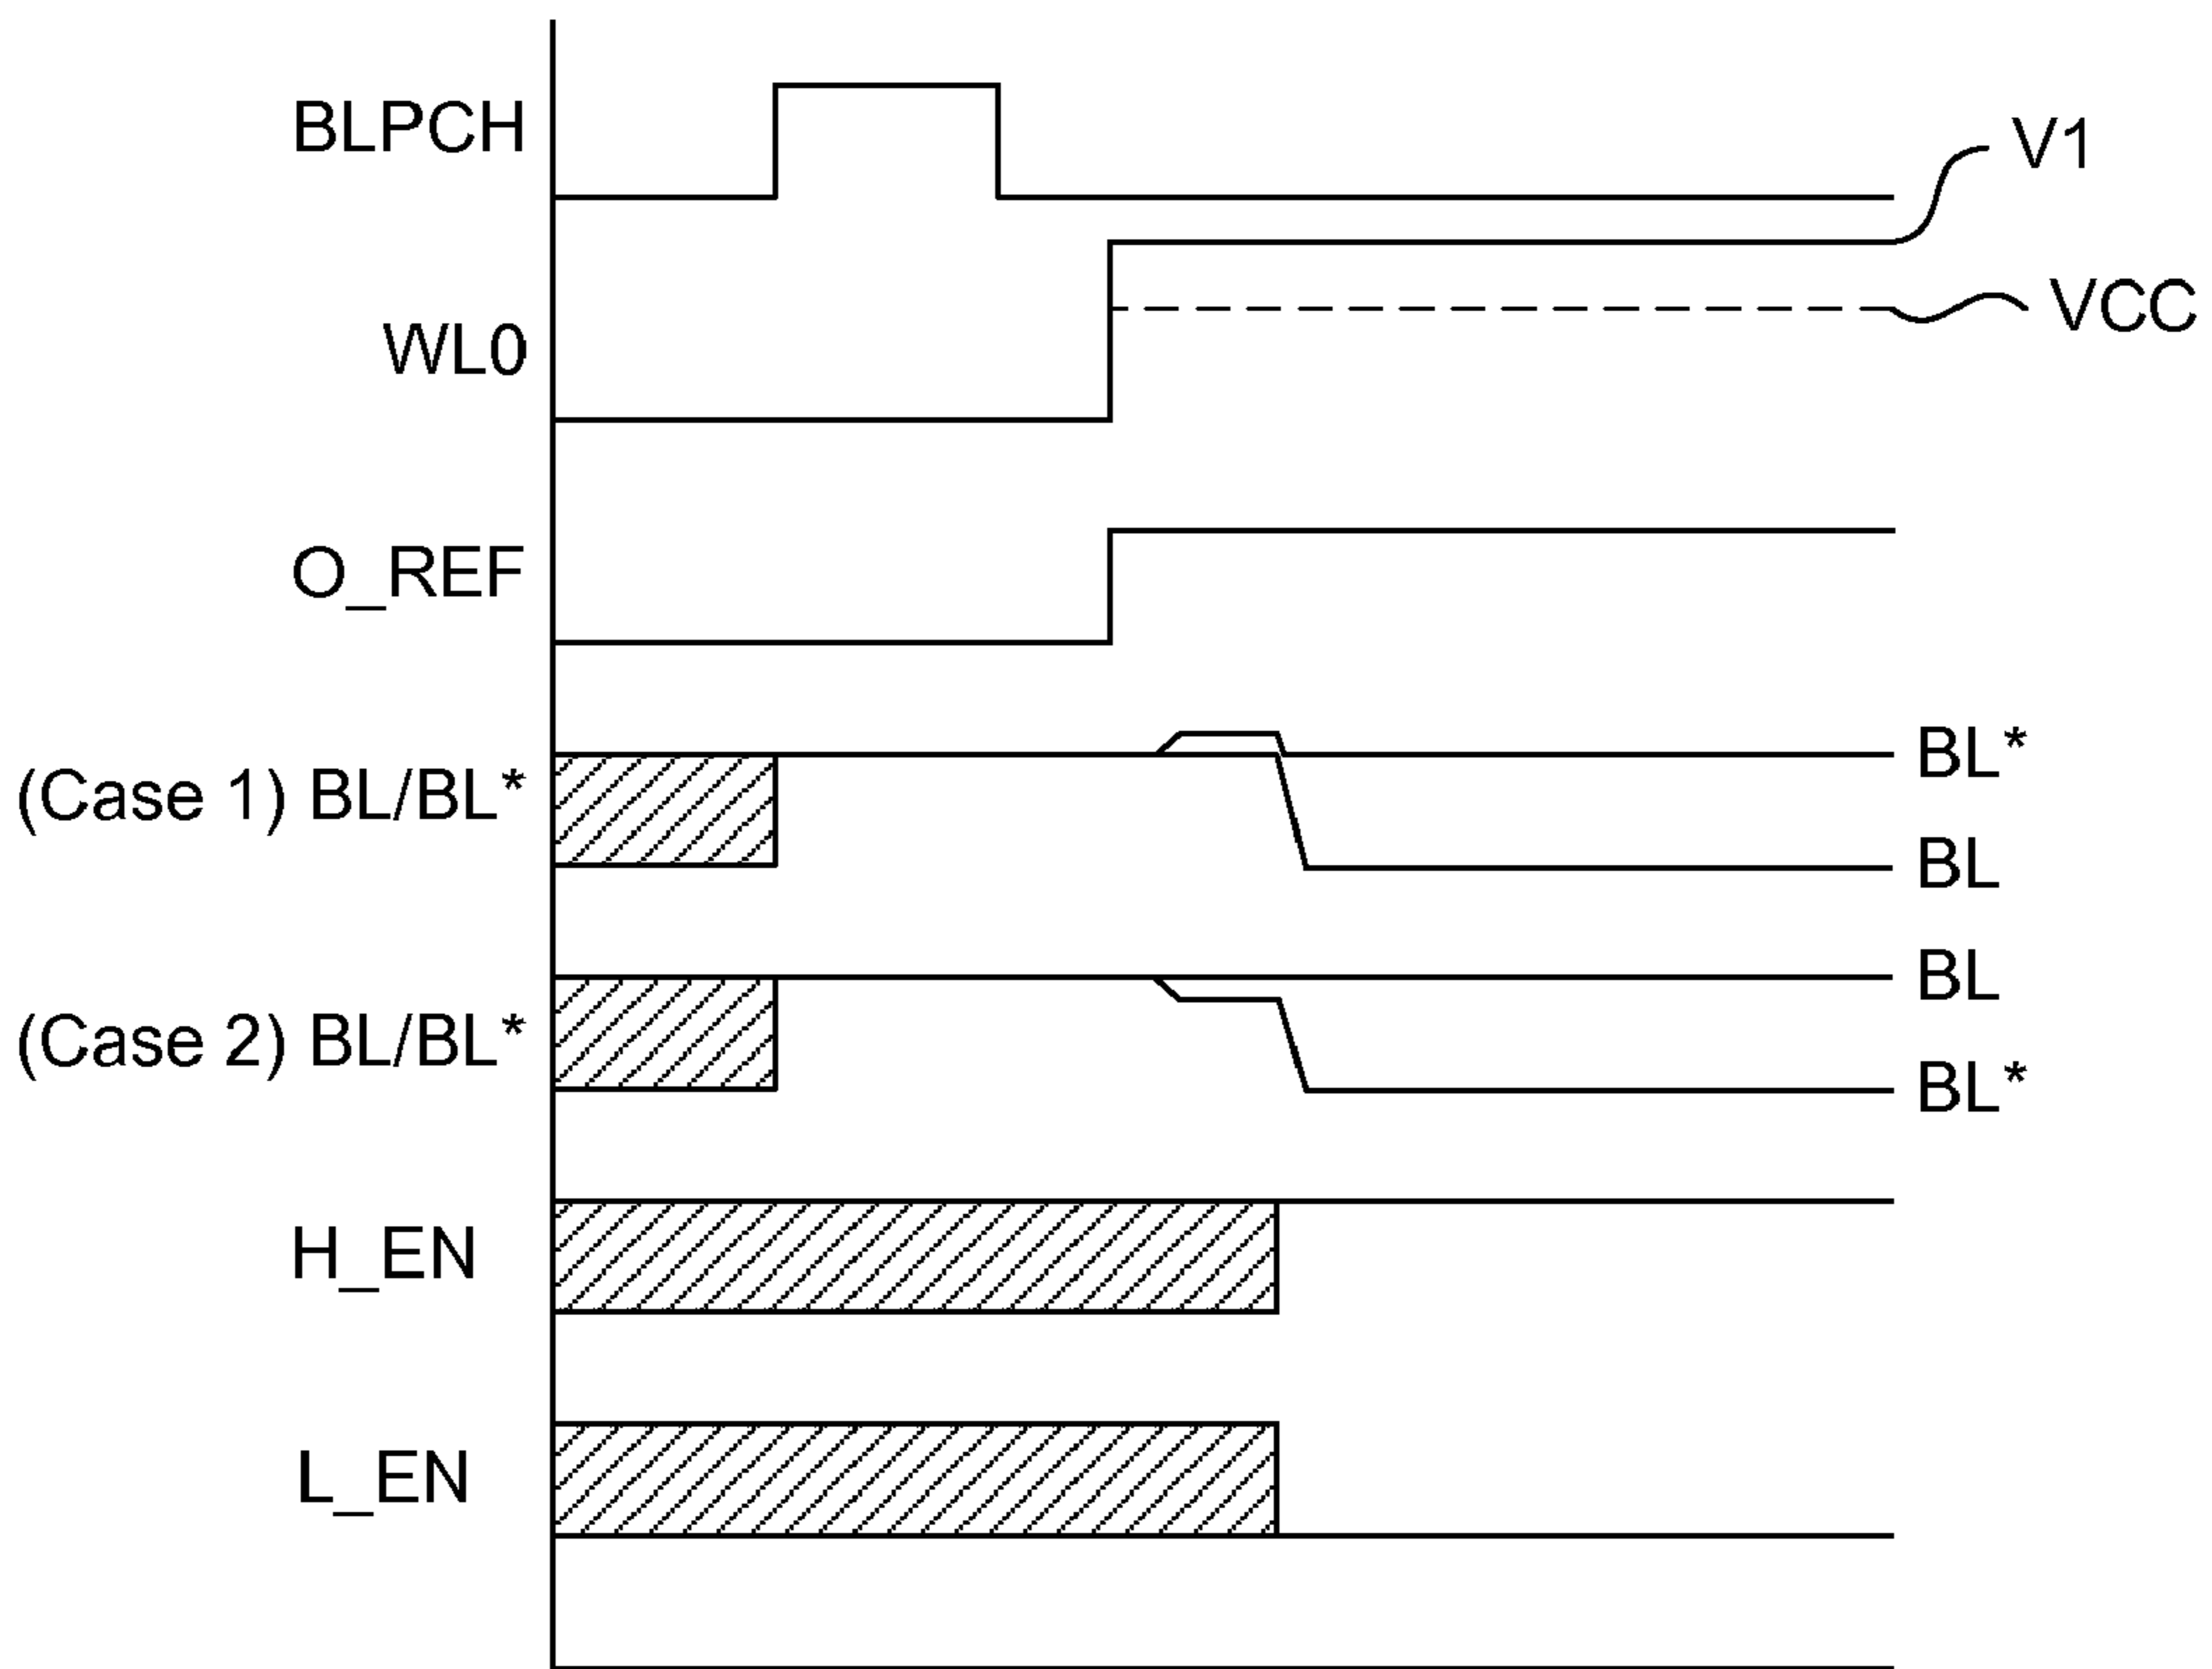 BLPCH
V1
VCC
WL0
O_REF
(Case 1) BL/BL*
BL*
BL
(Case 2) BL/BL*
BL
BL*
H_EN
L_EN